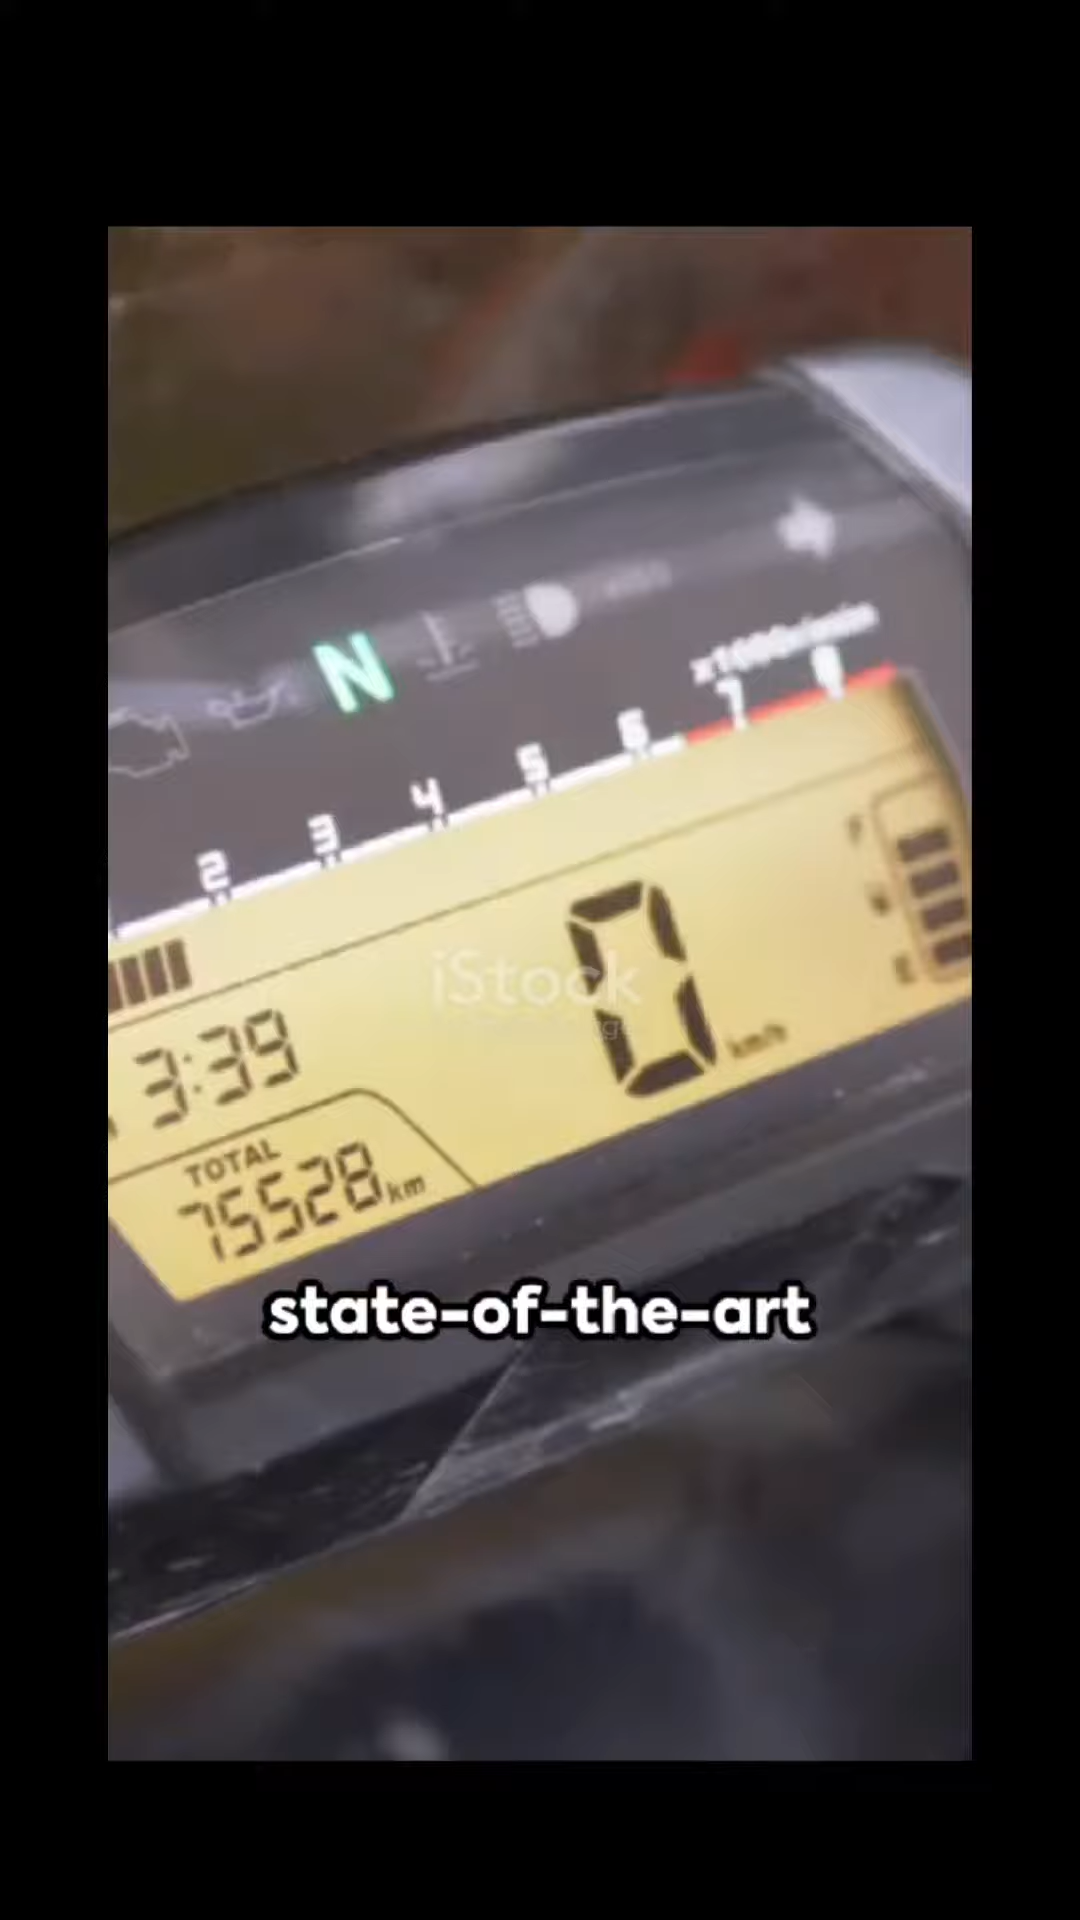 N
x1000r/min
2 3 4 5 6 7 8
F
E
3:39
0 km/h
iStock
TOTAL
75528 km
state-of-the-art